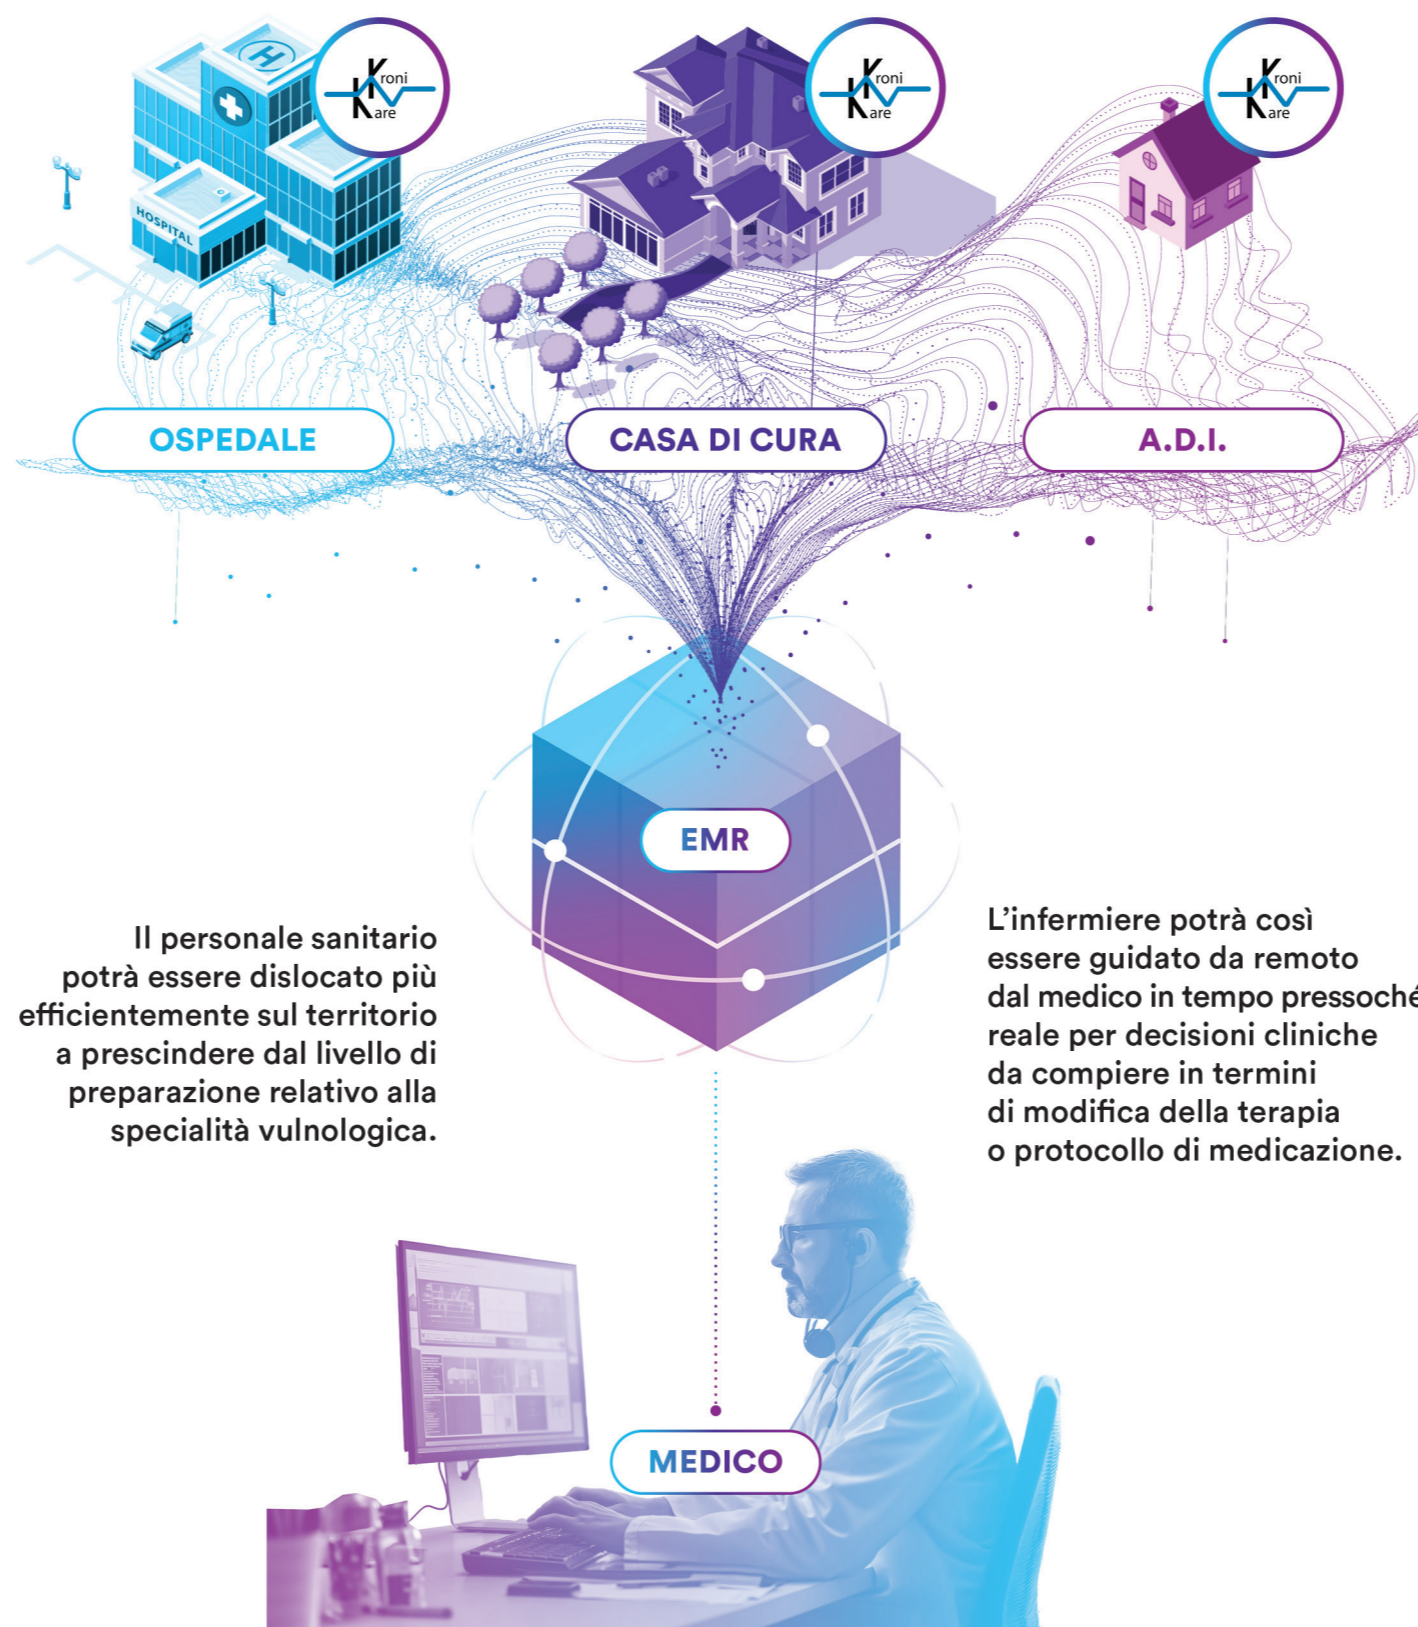 Kroni
Kare
Kroni
Kare
Kroni
Kare
HOSPITAL
H
OSPEDALE
CASA DI CURA
A.D.I.
EMR
Il personale sanitario
potrà essere dislocato più
efficientemente sul territorio
a prescindere dal livello di
preparazione relativo alla
specialità vulnologica.
L’infermiere potrà così
essere guidato da remoto
dal medico in tempo pressoché
reale per decisioni cliniche
da compiere in termini
di modifica della terapia
o protocollo di medicazione.
MEDICO